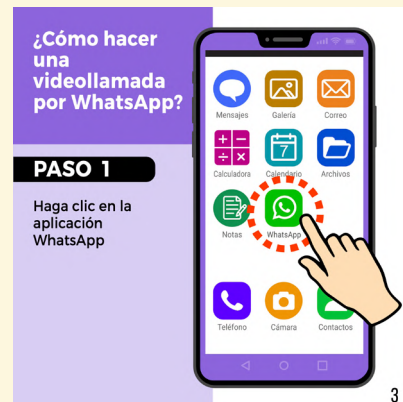 ¿Cómo hacer
una
videollamada
por WhatsApp?
PASO 1
Haga clic en la
aplicación
WhatsApp
Mensajes
Galería
Correo
Calculadora
7
Calendario
Archivos
Notas
WhatsApp
Teléfono
Cámara
Contactos
3